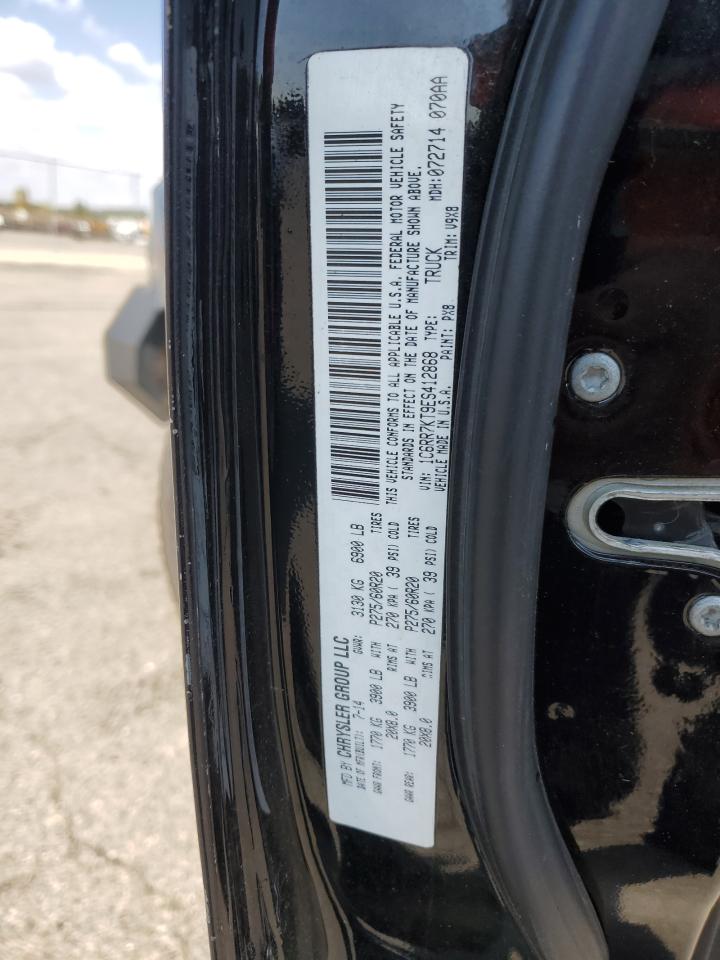 MFD BY CHRYSLER GROUP LLC
DATE OF MFR(BUILT): 7-14 GVWR: 3130 KG 6900 LB
GAWR FRONT: 1770 KG 3900 LB WITH P275/60R20 TIRES
20X8.0 RIMS AT 270 KPA ( 39 PSI) COLD
GAWR REAR: 1770 KG 3900 LB WITH P275/60R20 TIRES
20X8.0 RIMS AT 270 KPA ( 39 PSI) COLD
THIS VEHICLE CONFORMS TO ALL APPLICABLE U.S.A. FEDERAL MOTOR VEHICLE SAFETY
STANDARDS IN EFFECT ON THE DATE OF MANUFACTURE SHOWN ABOVE.
VIN: 1C6RR7KT9ES412868 TYPE: TRUCK MDH:072714 070AA
VEHICLE MADE IN U.S.A. PAINT: PX8 TRIM: V9X8